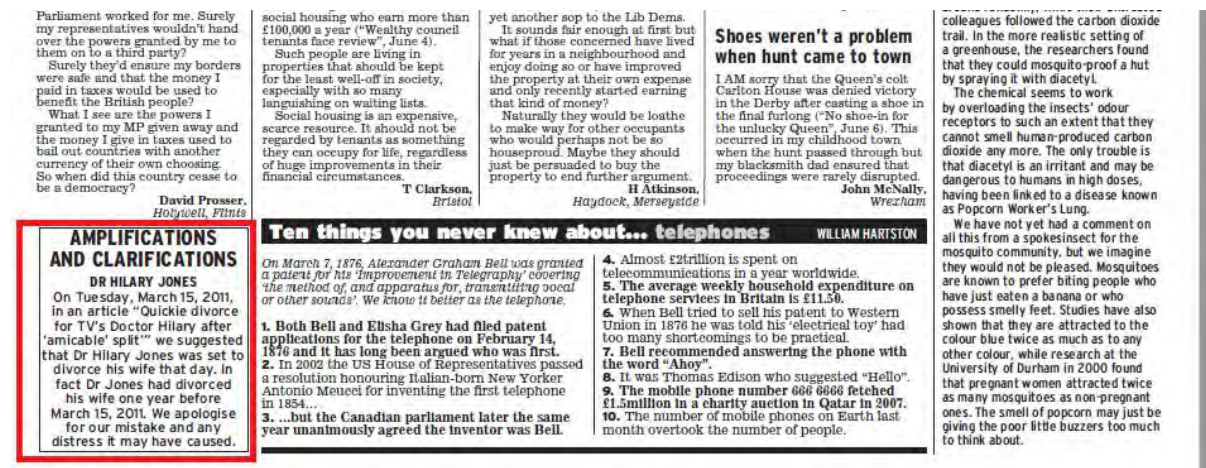 Parliament worked for me. Surely
my representatives wouldn't hand
over the powers granted by me to
them on to a third party?
Surely they'd ensure my borders
were safe and that the money I
paid in taxes would be used to
benefit the British people?
What I see are the powers I
granted to my MP given away and
the money I give in taxes used to
bail out countries with another
currency of their own choosing.
So when did this country cease to
be a democracy?
David Prosser,
Holywell, Flints
social housing who earn more than
£100,000 a year ("Wealthy council
tenants face review", June 4).
Such people are living in
properties that should be kept
for the least well-off in society,
especially with so many
languishing on waiting lists.
Social housing is an expensive,
scarce resource. It should not be
regarded by tenants as something
they can occupy for life, regardless
of huge improvements in their
financial circumstances.
T Clarkson,
Bristol
yet another sop to the Lib Dems.
It sounds fair enough at first but
what if those concerned have lived
for years in a neighbourhood and
enjoy doing so or have improved
the property at their own expense
and only recently started earning
that kind of money?
Naturally they would be loathe
to make way for other occupants
who would perhaps not be so
houseproud. Maybe they should
just be persuaded to buy the
property to end further argument.
H Atkinson,
Haydock, Merseyside
Shoes weren't a problem
when hunt came to town
I AM sorry that the Queen's colt
Carlton House was denied victory
in the Derby after casting a shoe in
the final furlong ("No shoe-in for
the unlucky Queen", June 6). This
occurred in my childhood town
when the hunt passed through but
my blacksmith dad ensured that
proceedings were rarely disrupted.
John McNally,
Wrexham
AMPLIFICATIONS
AND CLARIFICATIONS
DR HILARY JONES
On Tuesday, March 15, 2011,
in an article "Quickie divorce
for TV's Doctor Hilary after
'amicable' split'" we suggested
that Dr Hilary Jones was set to
divorce his wife that day. In
fact Dr Jones had divorced
his wife one year before
March 15, 2011. We apologise
for our mistake and any
distress it may have caused.
Ten things you never knew about... telephones WILLIAM HARTSTON
On March 7, 1876, Alexander Graham Bell was granted
a patent for his 'Improvement in Telegraphy' covering
'the method of, and apparatus for, transmitting vocal
or other sounds'. We know it better as the telephone.
1. Both Bell and Elisha Grey had filed patent
applications for the telephone on February 14,
1876 and it has long been argued who was first.
2. In 2002 the US House of Representatives passed
a resolution honouring Italian-born New Yorker
Antonio Meucci for inventing the first telephone
in 1854...
3. ...but the Canadian parliament later the same
year unanimously agreed the inventor was Bell.
4. Almost £2trillion is spent on
telecommunications in a year worldwide.
5. The average weekly household expenditure on
telephone services in Britain is £11.50.
6. When Bell tried to sell his patent to Western
Union in 1876 he was told his 'electrical toy' had
too many shortcomings to be practical.
7. Bell recommended answering the phone with
the word "Ahoy".
8. It was Thomas Edison who suggested "Hello".
9. The mobile phone number 666 6666 fetched
£1.5million in a charity auction in Qatar in 2007.
10. The number of mobile phones on Earth last
month overtook the number of people.
colleagues followed the carbon dioxide
trail. In the more realistic setting of
a greenhouse, the researchers found
that they could mosquito-proof a hut
by spraying it with diacetyl.
The chemical seems to work
by overloading the insects' odour
receptors to such an extent that they
cannot smell human-produced carbon
dioxide any more. The only trouble is
that diacetyl is an irritant and may be
dangerous to humans in high doses,
having been linked to a disease known
as Popcorn Worker's Lung.
We have not yet had a comment on
all this from a spokesinsect for the
mosquito community, but we imagine
they would not be pleased. Mosquitoes
are known to prefer biting people who
have just eaten a banana or who
possess smelly feet. Studies have also
shown that they are attracted to the
colour blue twice as much as to any
other colour, while research at the
University of Durham in 2000 found
that pregnant women attracted twice
as many mosquitoes as non-pregnant
ones. The smell of popcorn may just be
giving the poor little buzzers too much
to think about.